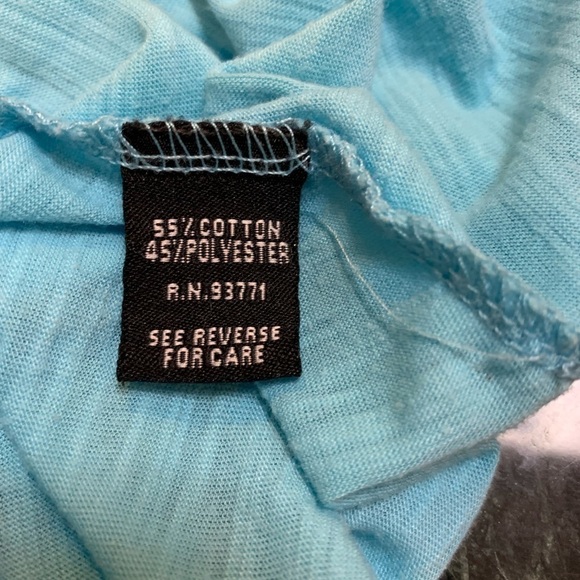 55% COTTON
45% POLYESTER
R.N.93771
SEE REVERSE
FOR CARE